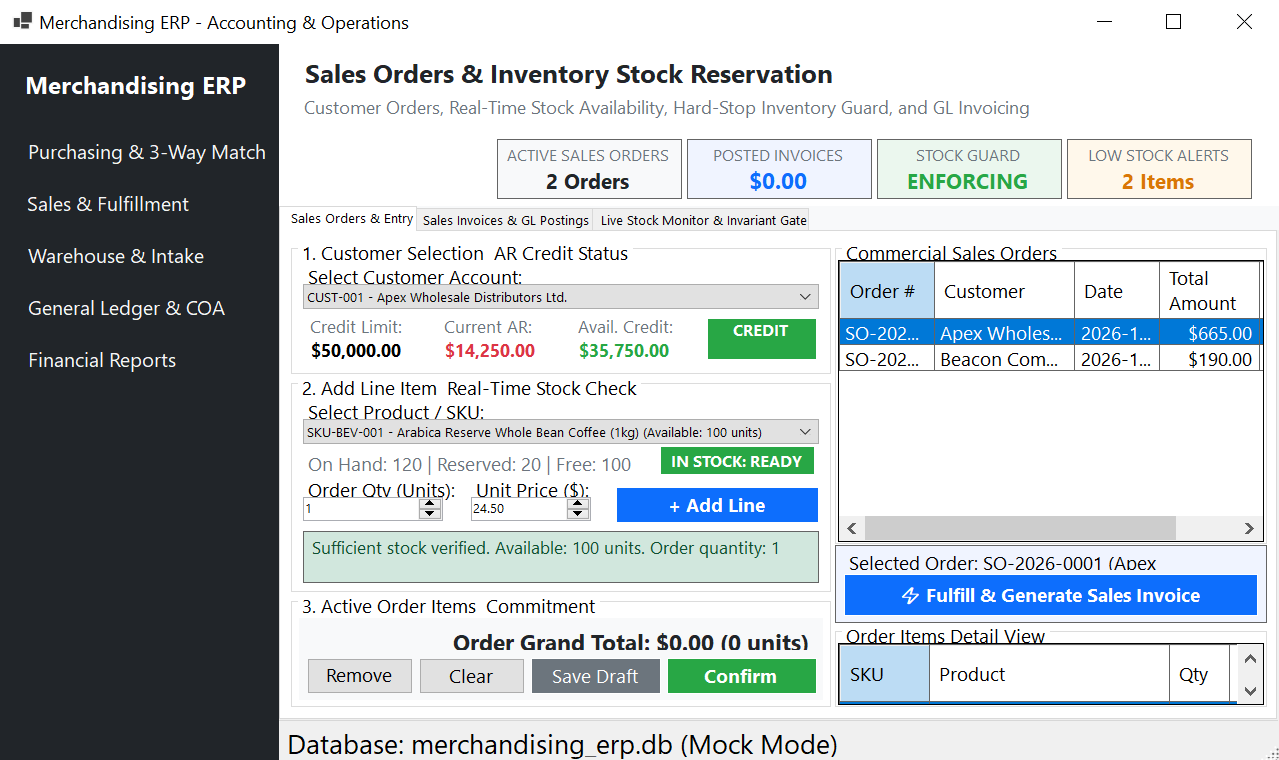 Merchandising ERP - Accounting & Operations
Merchandising ERP
Purchasing & 3-Way Match
Sales & Fulfillment
Warehouse & Intake
General Ledger & COA
Financial Reports
Sales Orders & Inventory Stock Reservation
Customer Orders, Real-Time Stock Availability, Hard-Stop Inventory Guard, and GL Invoicing
ACTIVE SALES ORDERS
2 Orders
POSTED INVOICES
$0.00
STOCK GUARD
ENFORCING
LOW STOCK ALERTS
2 Items
Sales Orders & Entry
Sales Invoices & GL Postings
Live Stock Monitor & Invariant Gate
1. Customer Selection  AR Credit Status
Select Customer Account:
CUST-001 - Apex Wholesale Distributors Ltd.
Credit Limit:
$50,000.00
Current AR:
$14,250.00
Avail. Credit:
$35,750.00
CREDIT
2. Add Line Item  Real-Time Stock Check
Select Product / SKU:
SKU-BEV-001 - Arabica Reserve Whole Bean Coffee (1kg) (Available: 100 units)
On Hand: 120 | Reserved: 20 | Free: 100
IN STOCK: READY
Order Qty (Units):
1
Unit Price ($):
24.50
+ Add Line
Sufficient stock verified. Available: 100 units. Order quantity: 1
3. Active Order Items  Commitment
Order Grand Total: $0.00 (0 units)
Remove
Clear
Save Draft
Confirm
Commercial Sales Orders
Order # Customer Date Total Amount
SO-202... Apex Wholes... 2026-1... $665.00
SO-202... Beacon Com... 2026-1... $190.00
Selected Order: SO-2026-0001 (Apex
Fulfill & Generate Sales Invoice
Order Items Detail View
SKU Product Qty
Database: merchandising_erp.db (Mock Mode)